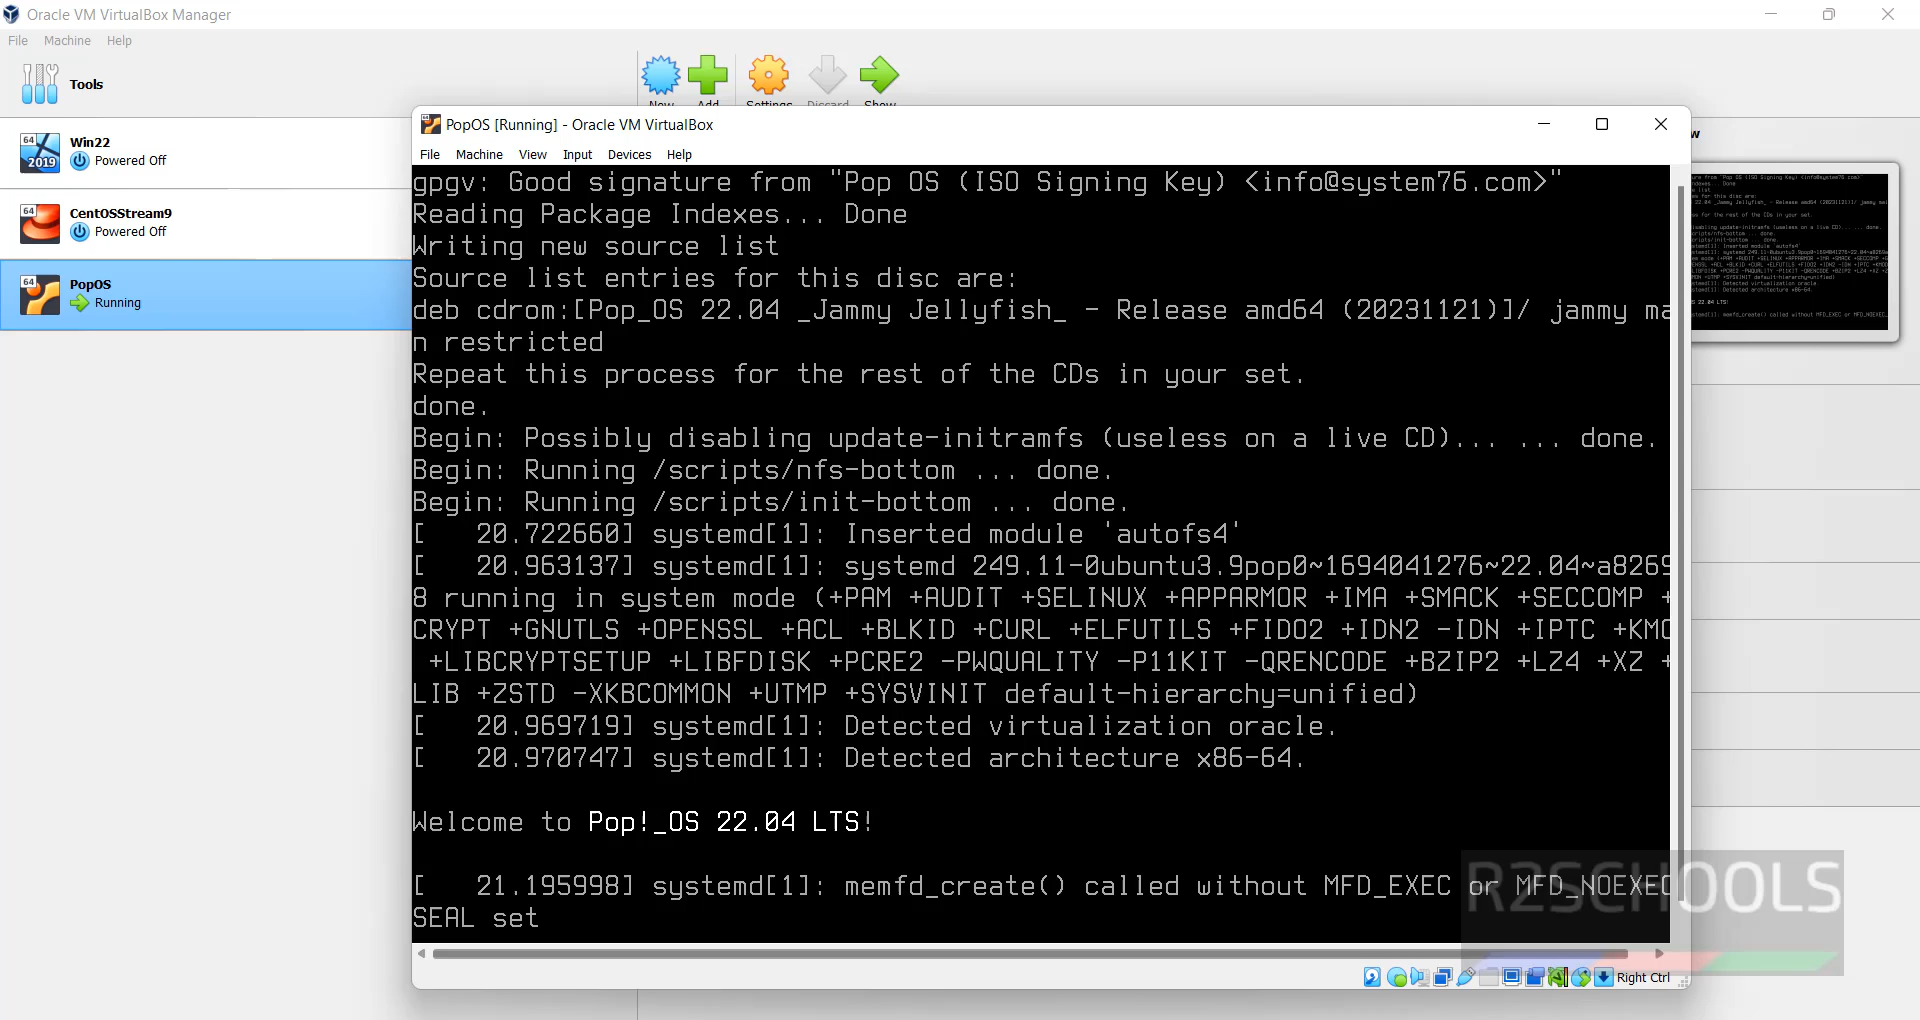 Oracle VM VirtualBox Manager
File Machine Help
Tools
New Add Settings Discard Show
64
2019
Win22
Powered Off
64
CentOSStream9
Powered Off
64
PopOS
Running
PopOS [Running] - Oracle VM VirtualBox
File Machine View Input Devices Help
gpgv: Good signature from "Pop OS (ISO Signing Key) <info@system76.com>"
Reading Package Indexes... Done
Writing new source list
Source list entries for this disc are:
deb cdrom:[Pop_OS 22.04 _Jammy Jellyfish_ - Release amd64 (20231121)]/ jammy ma
n restricted
Repeat this process for the rest of the CDs in your set.
done.
Begin: Possibly disabling update-initramfs (useless on a live CD)... ... done.
Begin: Running /scripts/nfs-bottom ... done.
Begin: Running /scripts/init-bottom ... done.
[   20.722660] systemd[1]: Inserted module 'autofs4'
[   20.963137] systemd[1]: systemd 249.11-0ubuntu3.9pop0~1694041276~22.04~a8269
8 running in system mode (+PAM +AUDIT +SELINUX +APPARMOR +IMA +SMACK +SECCOMP +
CRYPT +GNUTLS +OPENSSL +ACL +BLKID +CURL +ELFUTILS +FIDO2 +IDN2 -IDN +IPTC +KMO
+LIBCRYPTSETUP +LIBFDISK +PCRE2 -PWQUALITY -P11KIT -QRENCODE +BZIP2 +LZ4 +XZ +
LIB +ZSTD -XKBCOMMON +UTMP +SYSVINIT default-hierarchy=unified)
[   20.969719] systemd[1]: Detected virtualization oracle.
[   20.970747] systemd[1]: Detected architecture x86-64.
Welcome to Pop!_OS 22.04 LTS!
[   21.195998] systemd[1]: memfd_create() called without MFD_EXEC or MFD_NOEXEC
SEAL set
R2SCHOOLS
Right Ctrl